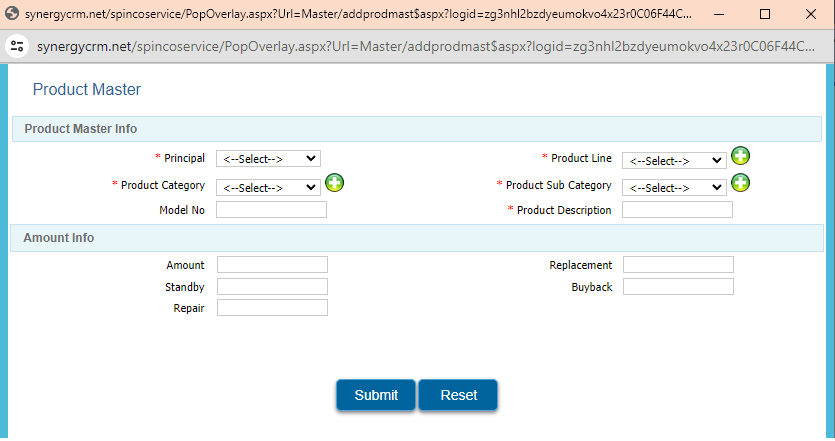 synergycrm.net/spincoservice/PopOverlay.aspx?Url=Master/addprodmast$aspx?logid=zg3nhl2bzdyeumokvo4x23r0C06F44C...
synergycrm.net/spincoservice/PopOverlay.aspx?Url=Master/addprodmast$aspx?logid=zg3nhl2bzdyeumokvo4x23r0C06F44C...
Product Master
Product Master Info
* Principal <--Select--> * Product Line <--Select-->
* Product Category <--Select--> * Product Sub Category <--Select-->
Model No * Product Description
Amount Info
Amount Replacement
Standby Buyback
Repair
Submit Reset